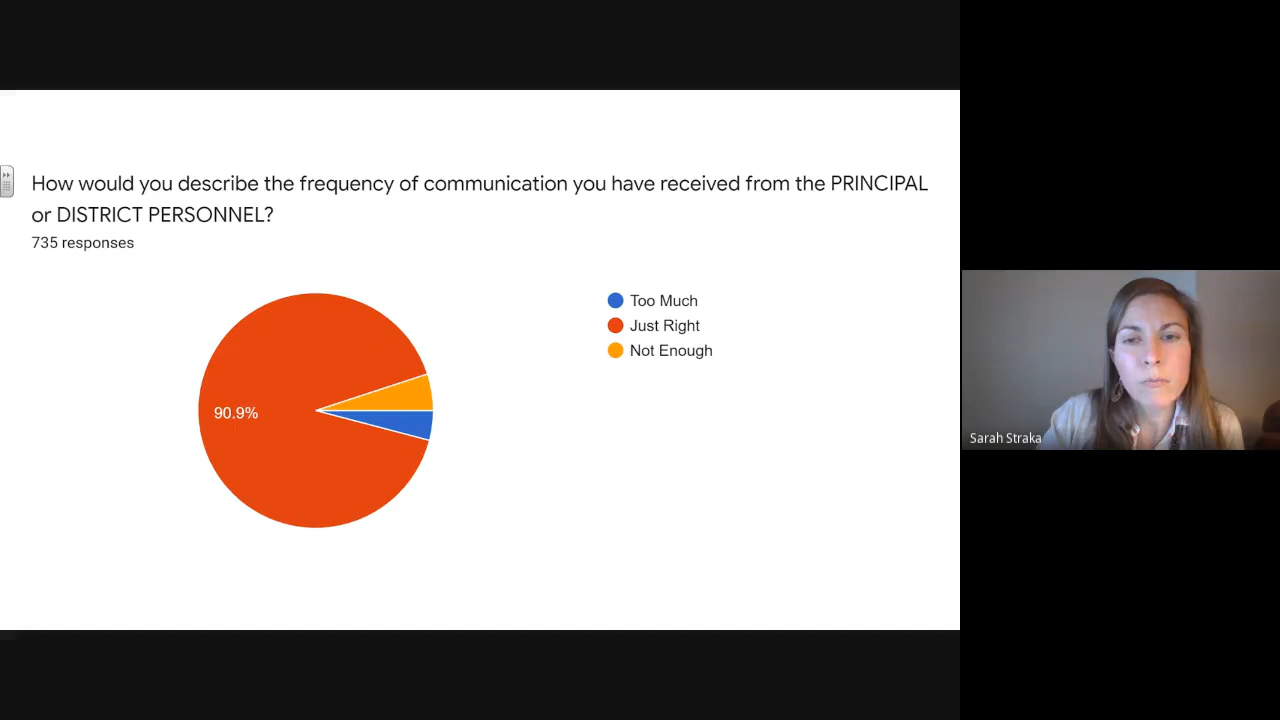 How would you describe the frequency of communication you have received from the PRINCIPAL
or DISTRICT PERSONNEL?
735 responses
Too Much
Just Right
Not Enough
90.9%
Sarah Straka